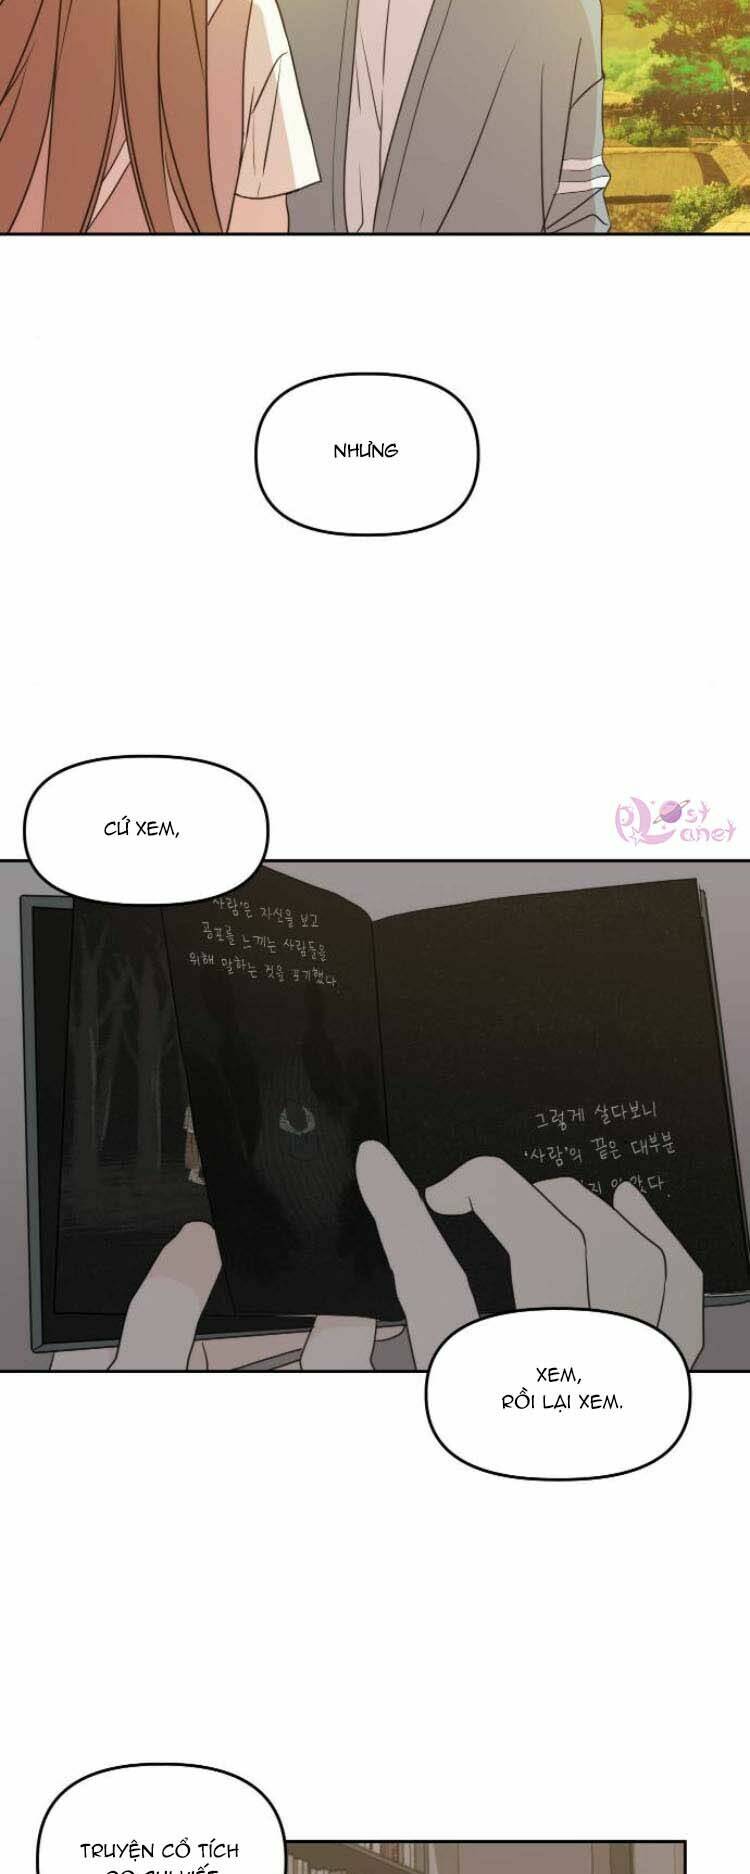 NHƯNG
CỨ XEM,
pLost
Planet
'사람'은 자신을 보고
공포를 느끼는 사람들을
위해 말하는 것을 포기했다.
그렇게 살다보니
'사람'의 끝은 대부분
XEM,
RỒI LẠI XEM.
TRUYỆN CỔ TÍCH